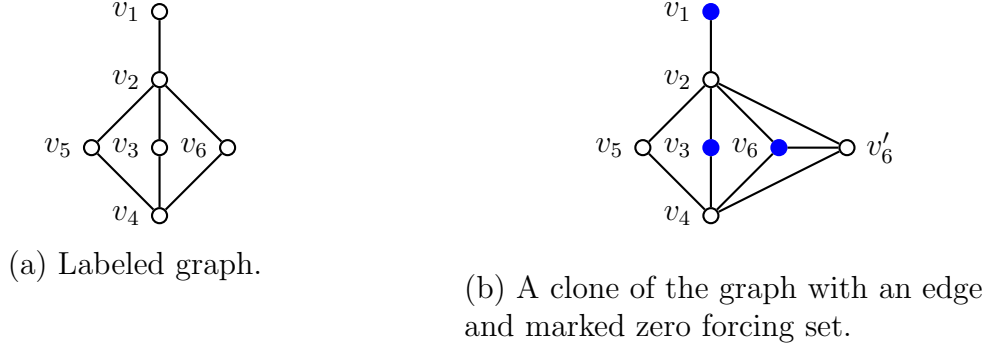 v₁
v₂
v₅ v₃ v₆
v₄
(a) Labeled graph.
v₁
v₂
v₅ v₃ v₆ v₆′
v₄
(b) A clone of the graph with an edge
and marked zero forcing set.